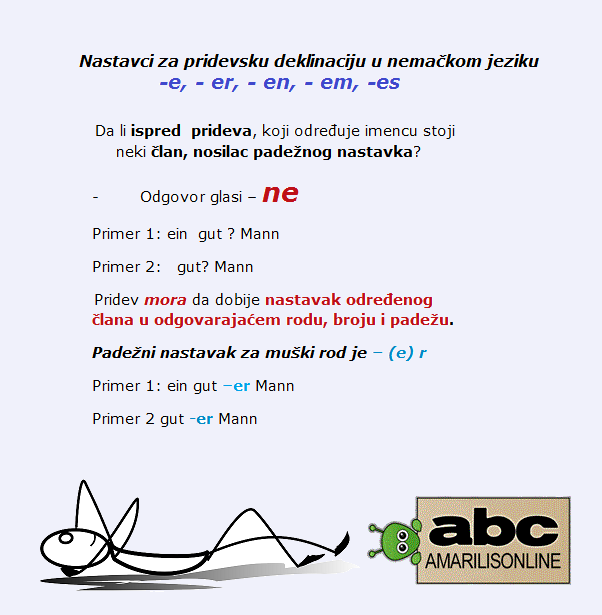 Nastavci za pridevsku deklinaciju u nemačkom jeziku
-e, - er, - en, - em, -es
Da li ispred prideva, koji određuje imencu stoji
neki član, nosilac padežnog nastavka?
- Odgovor glasi – ne
Primer 1: ein gut ? Mann
Primer 2: gut? Mann
Pridev mora da dobije nastavak određenog
člana u odgovarajaćem rodu, broju i padežu.
Padežni nastavak za muški rod je – (e) r
Primer 1: ein gut –er Mann
Primer 2 gut -er Mann
abc
AMARILISONLINE